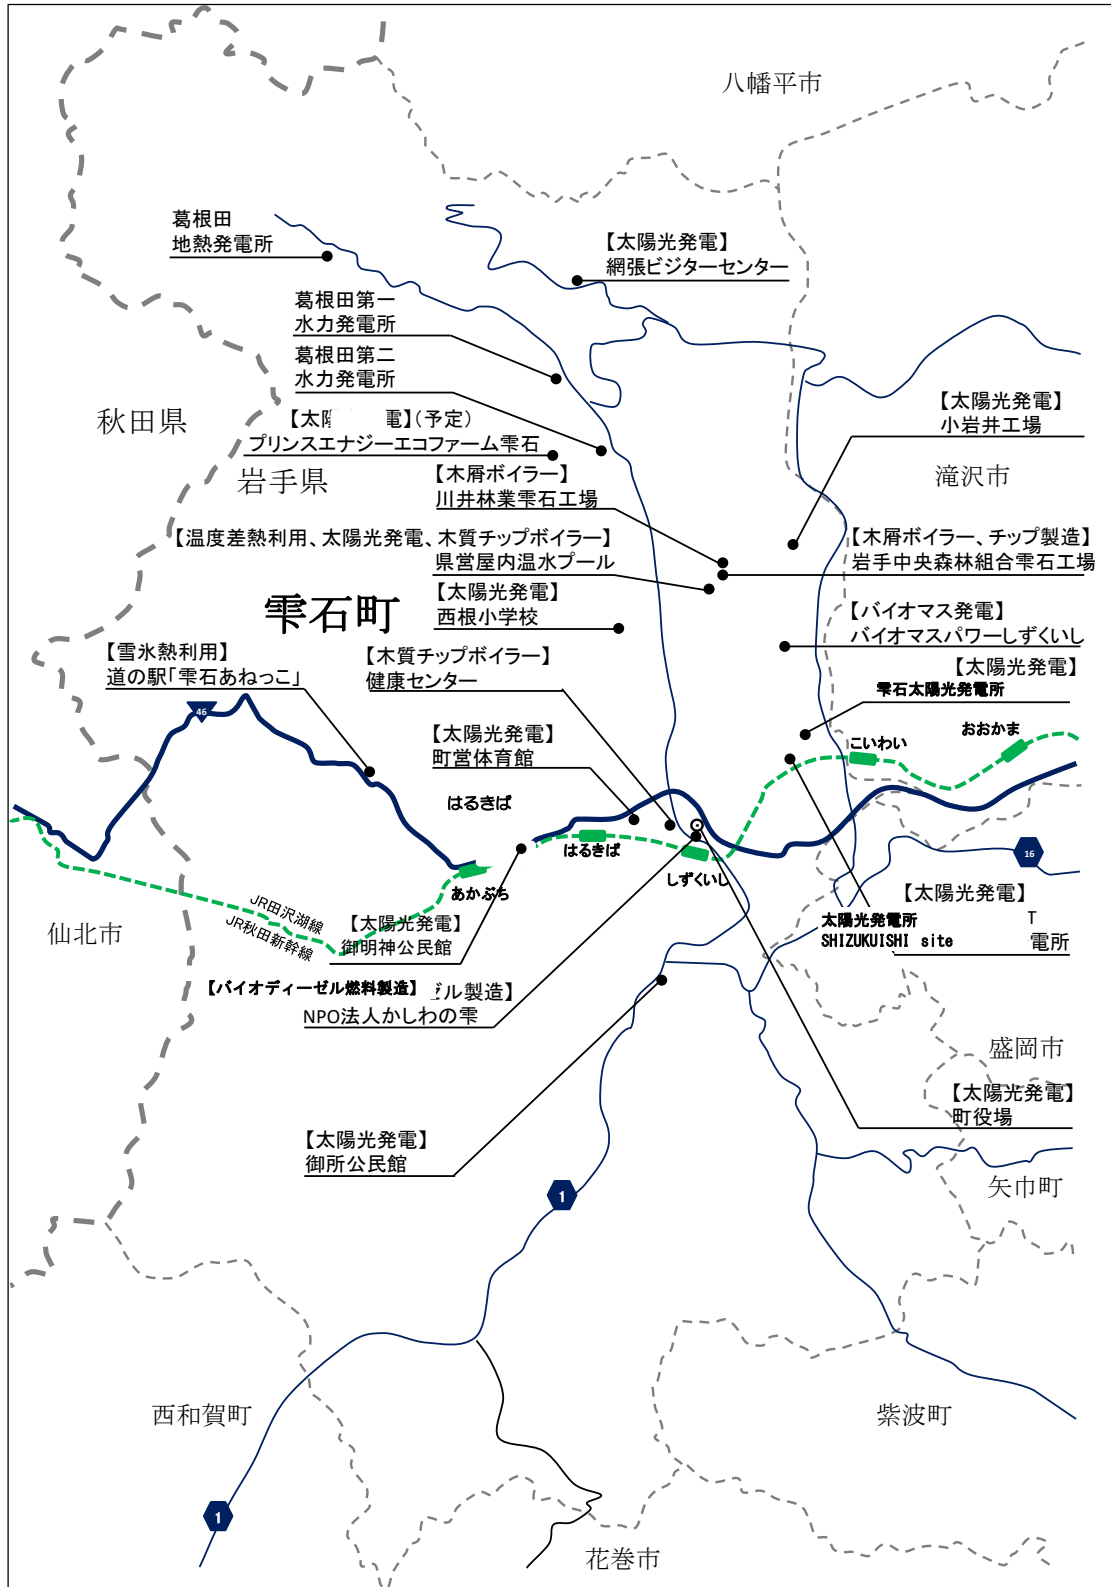 八幡平市
葛根田
地熱発電所
【太陽光発電】
網張ビジターセンター
葛根田第一
水力発電所
葛根田第二
水力発電所
秋田県
【太陽 電】(予定)
プリンスエナジーエコファーム雫石
岩手県
【太陽光発電】
小岩井工場
滝沢市
【木屑ボイラー】
川井林業雫石工場
【温度差熱利用、太陽光発電、木質チップボイラー】
県営屋内温水プール
【木屑ボイラー、チップ製造】
岩手中央森林組合雫石工場
【太陽光発電】
西根小学校
雫石町
【バイオマス発電】
バイオマスパワーしずくいし
【雪氷熱利用】
道の駅「雫石あねっこ」
【木質チップボイラー】
健康センター
【太陽光発電】
雫石太陽光発電所
46
【太陽光発電】
町営体育館
こいわい
おおかま
はるきば
はるきば
しずくいし
あかぶち
16
JR田沢湖線
JR秋田新幹線
仙北市
【太陽光発電】
御明神公民館
【太陽光発電】
太陽光発電所
SHIZUKUISHI site
T
電所
【バイオディーゼル燃料製造】
ゼル製造】
NPO法人かしわの雫
盛岡市
【太陽光発電】
町役場
【太陽光発電】
御所公民館
矢巾町
1
西和賀町
紫波町
1
花巻市